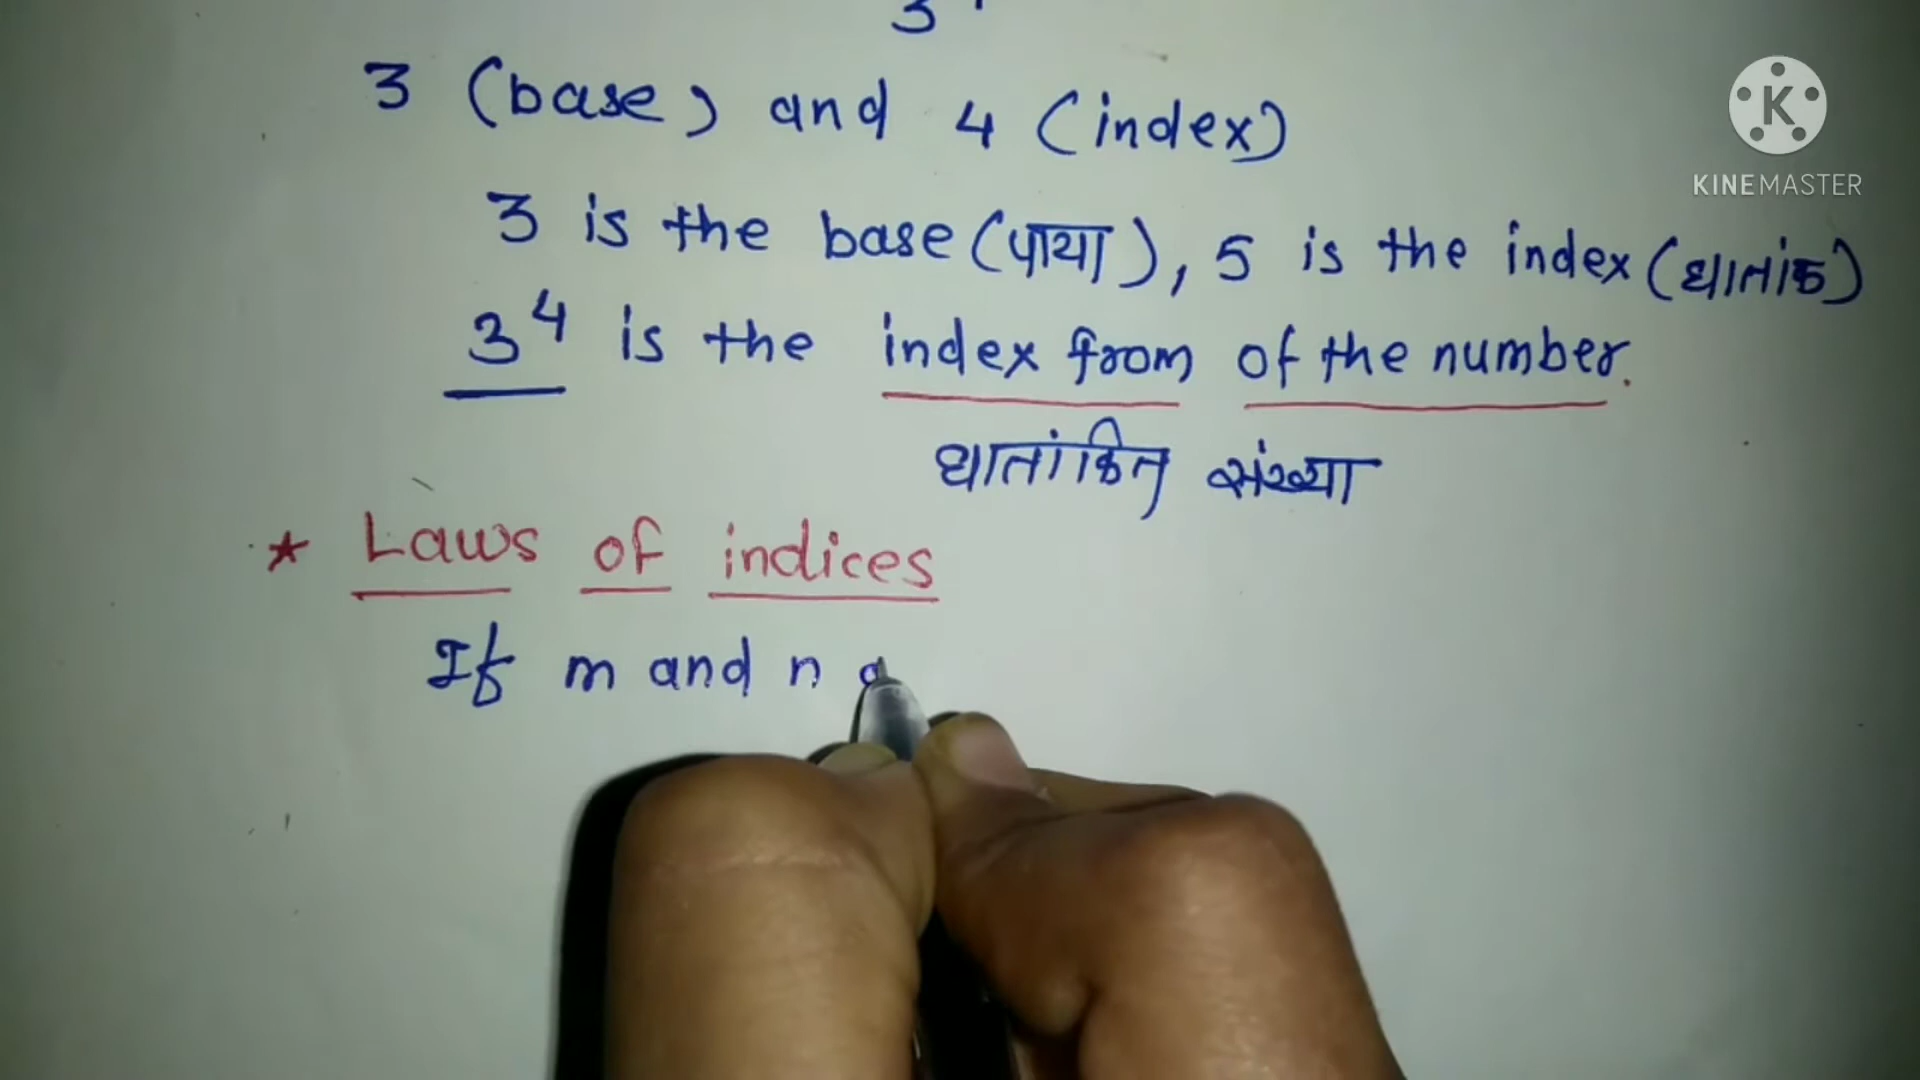 3
3 (base) and 4 (index)
3 is the base (पाया), 5 is the index (घातांक)
3⁴ is the index from of the number.
घातांकित संख्या
★ Laws of indices
If m and n a
K
KINEMASTER